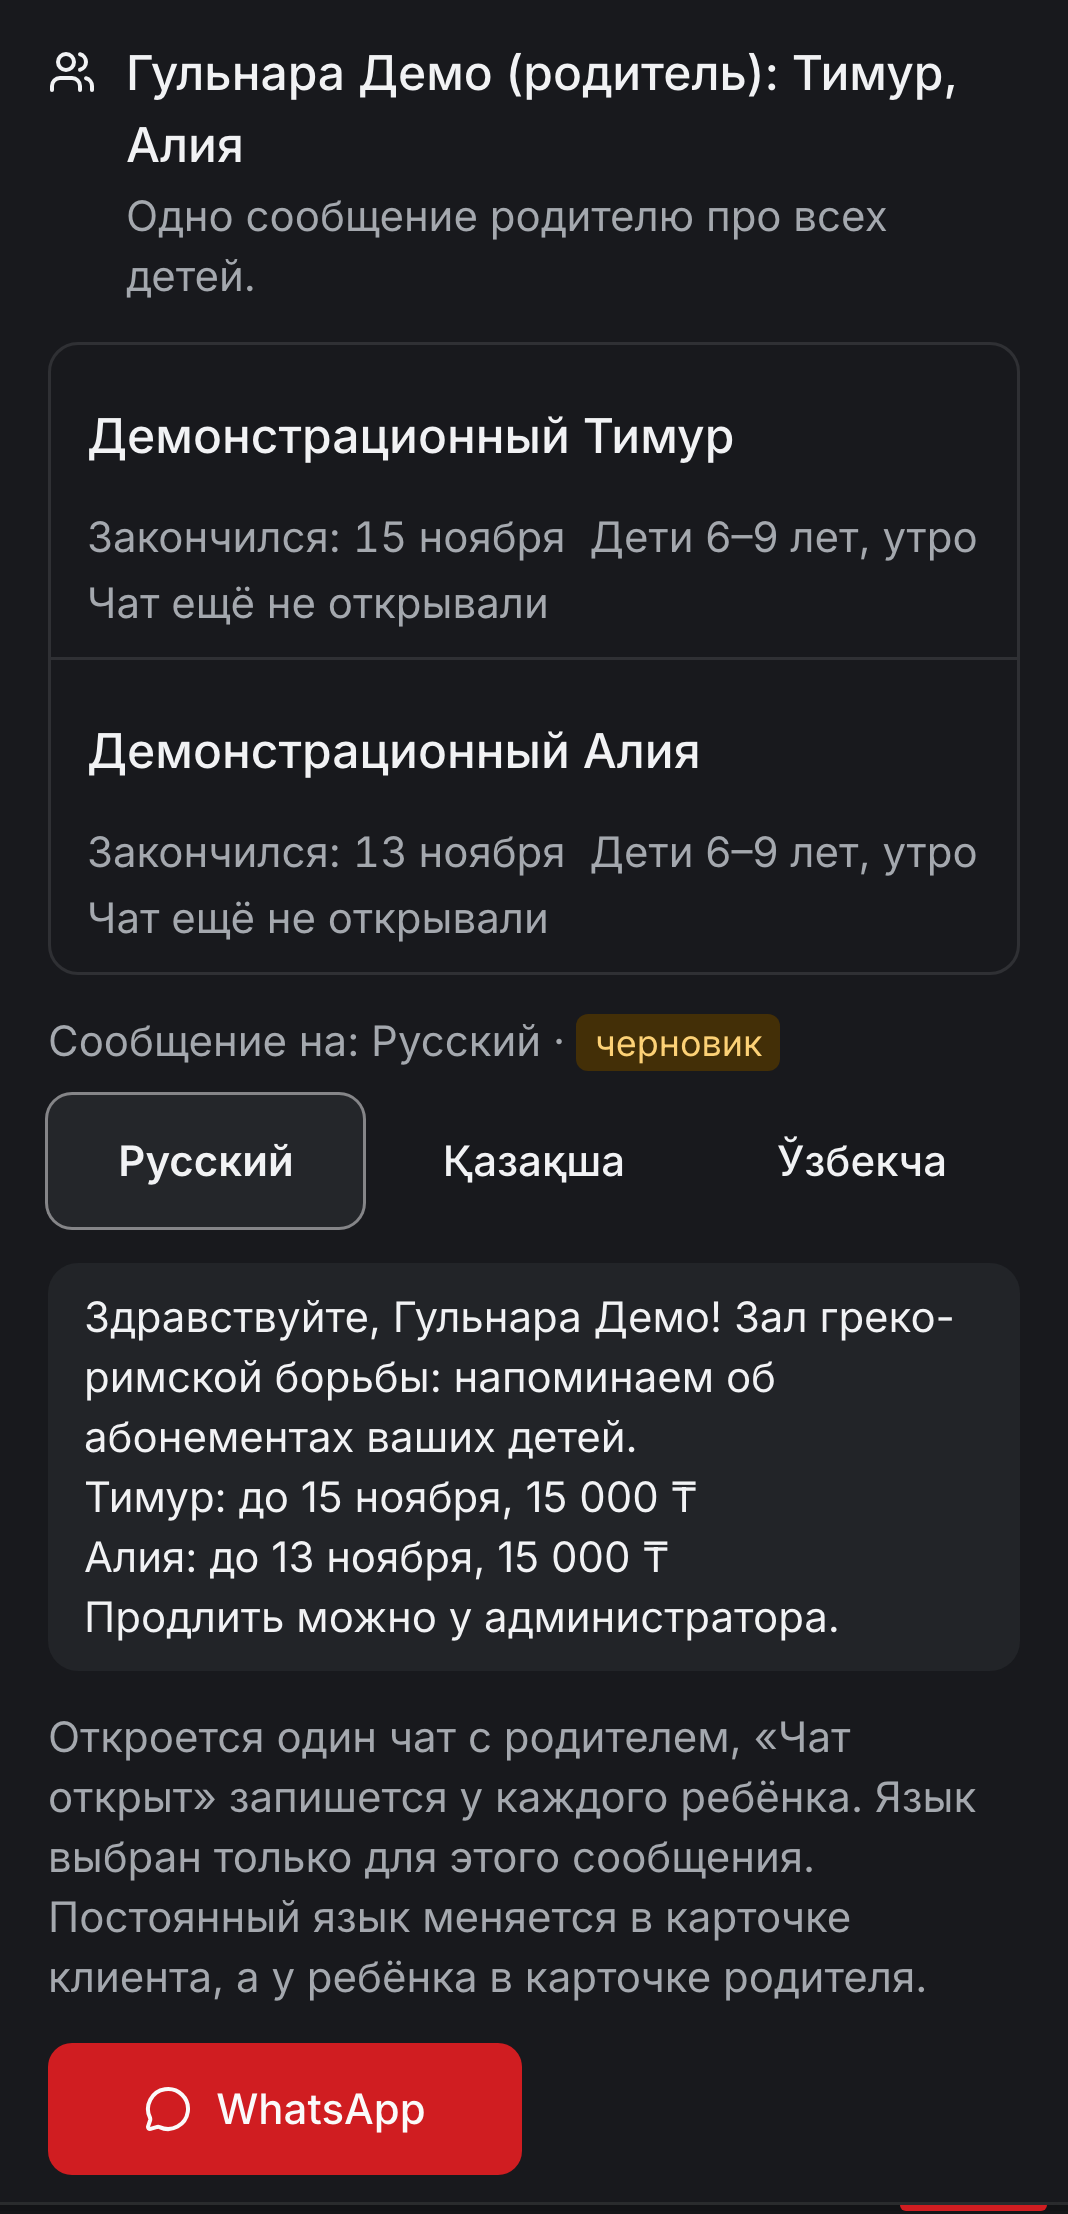 Гульнара Демо (родитель): Тимур,
Алия
Одно сообщение родителю про всех
детей.
Демонстрационный Тимур
Закончился: 15 ноября Дети 6–9 лет, утро
Чат ещё не открывали
Демонстрационный Алия
Закончился: 13 ноября Дети 6–9 лет, утро
Чат ещё не открывали
Сообщение на: Русский · черновик
Русский Қазақша Ўзбекча
Здравствуйте, Гульнара Демо! Зал греко-
римской борьбы: напоминаем об
абонементах ваших детей.
Тимур: до 15 ноября, 15 000 ₸
Алия: до 13 ноября, 15 000 ₸
Продлить можно у администратора.
Откроется один чат с родителем, «Чат
открыт» запишется у каждого ребёнка. Язык
выбран только для этого сообщения.
Постоянный язык меняется в карточке
клиента, а у ребёнка в карточке родителя.
WhatsApp